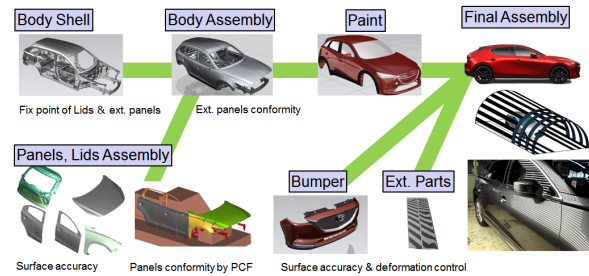 Body Shell
Body Assembly
Paint
Final Assembly
Fix point of Lids & ext. panels
Ext. panels conformity
Panels, Lids Assembly
Bumper
Ext. Parts
Surface accuracy
Panels conformity by PCF
Surface accuracy & deformation control